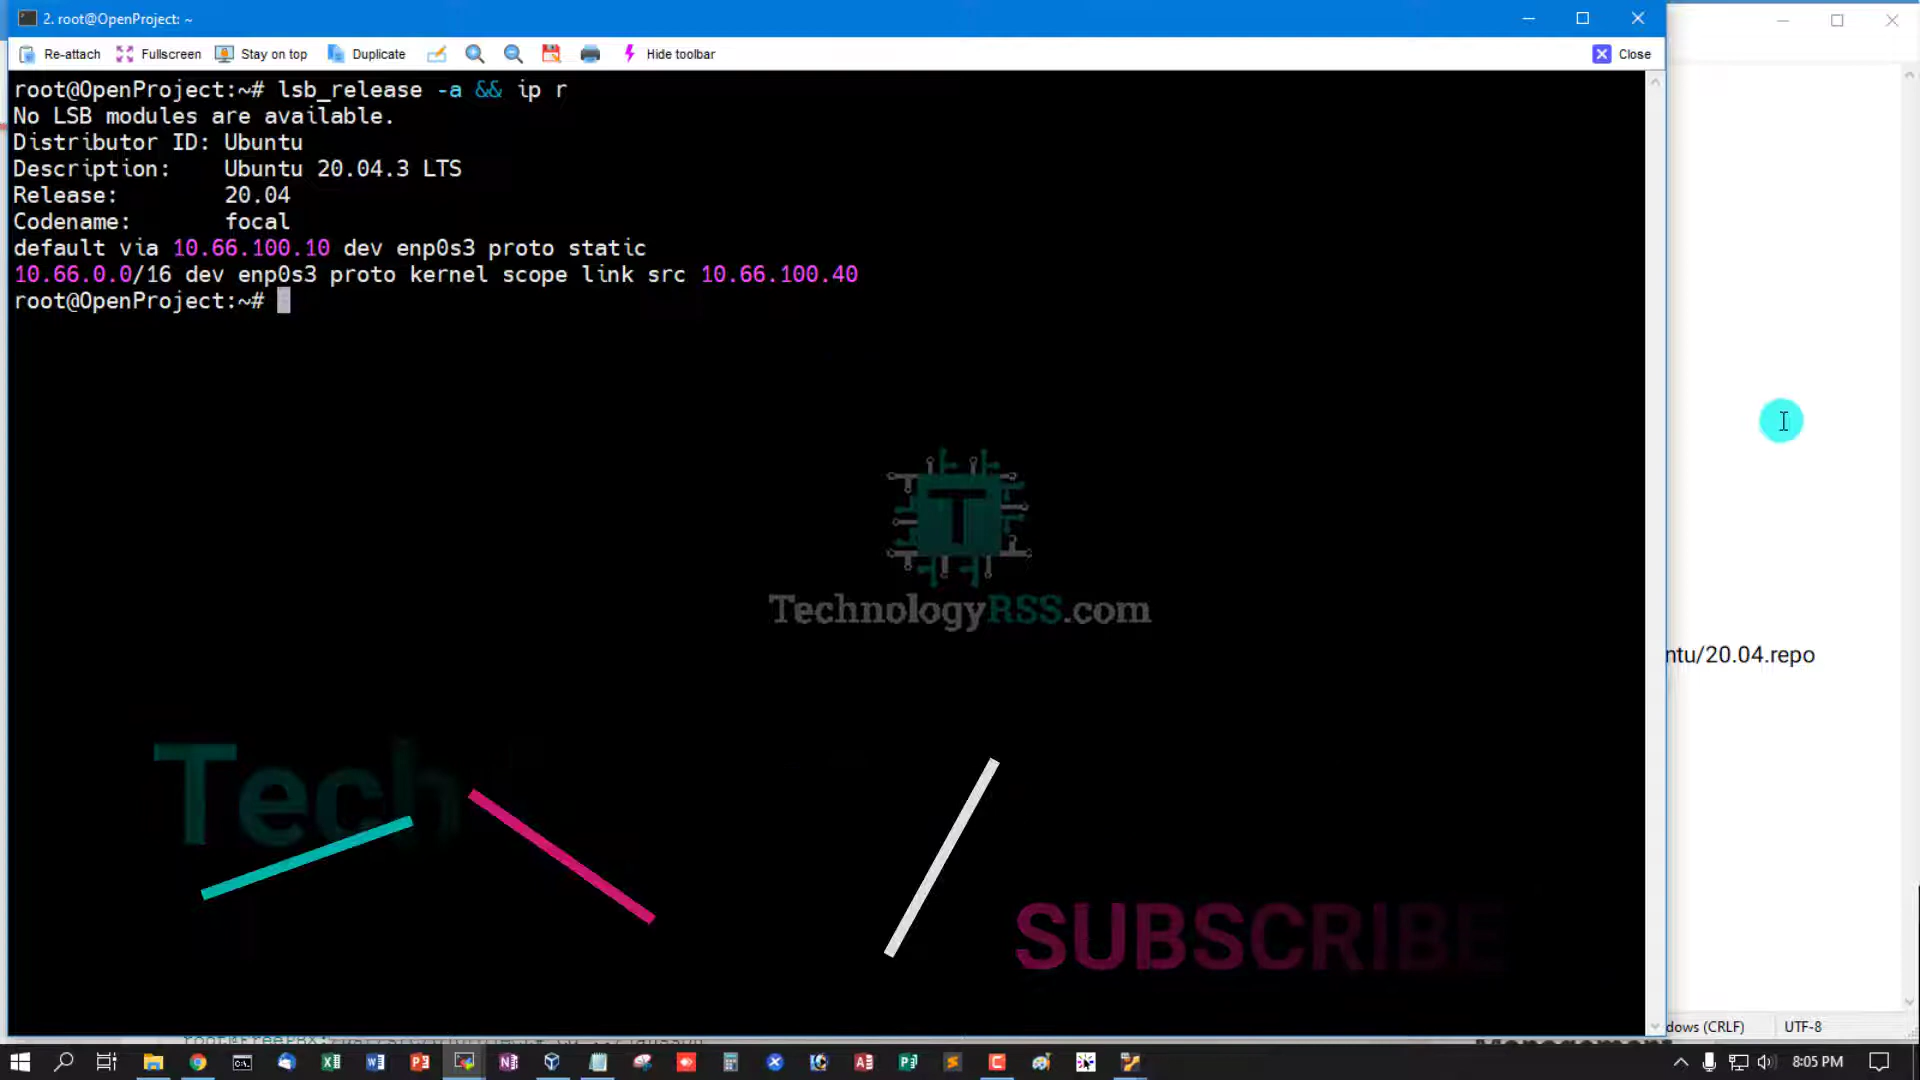 2. root@OpenProject: ~
Re-attach Fullscreen Stay on top Duplicate Hide toolbar Close
root@OpenProject:~# lsb_release -a && ip r
No LSB modules are available.
Distributor ID: Ubuntu
Description: Ubuntu 20.04.3 LTS
Release: 20.04
Codename: focal
default via 10.66.100.10 dev enp0s3 proto static
10.66.0.0/16 dev enp0s3 proto kernel scope link src 10.66.100.40
root@OpenProject:~#
T
TechnologyRSS.com
ntu/20.04.repo
Tech
SUBSCRIBE
dows (CRLF) UTF-8
8:05 PM